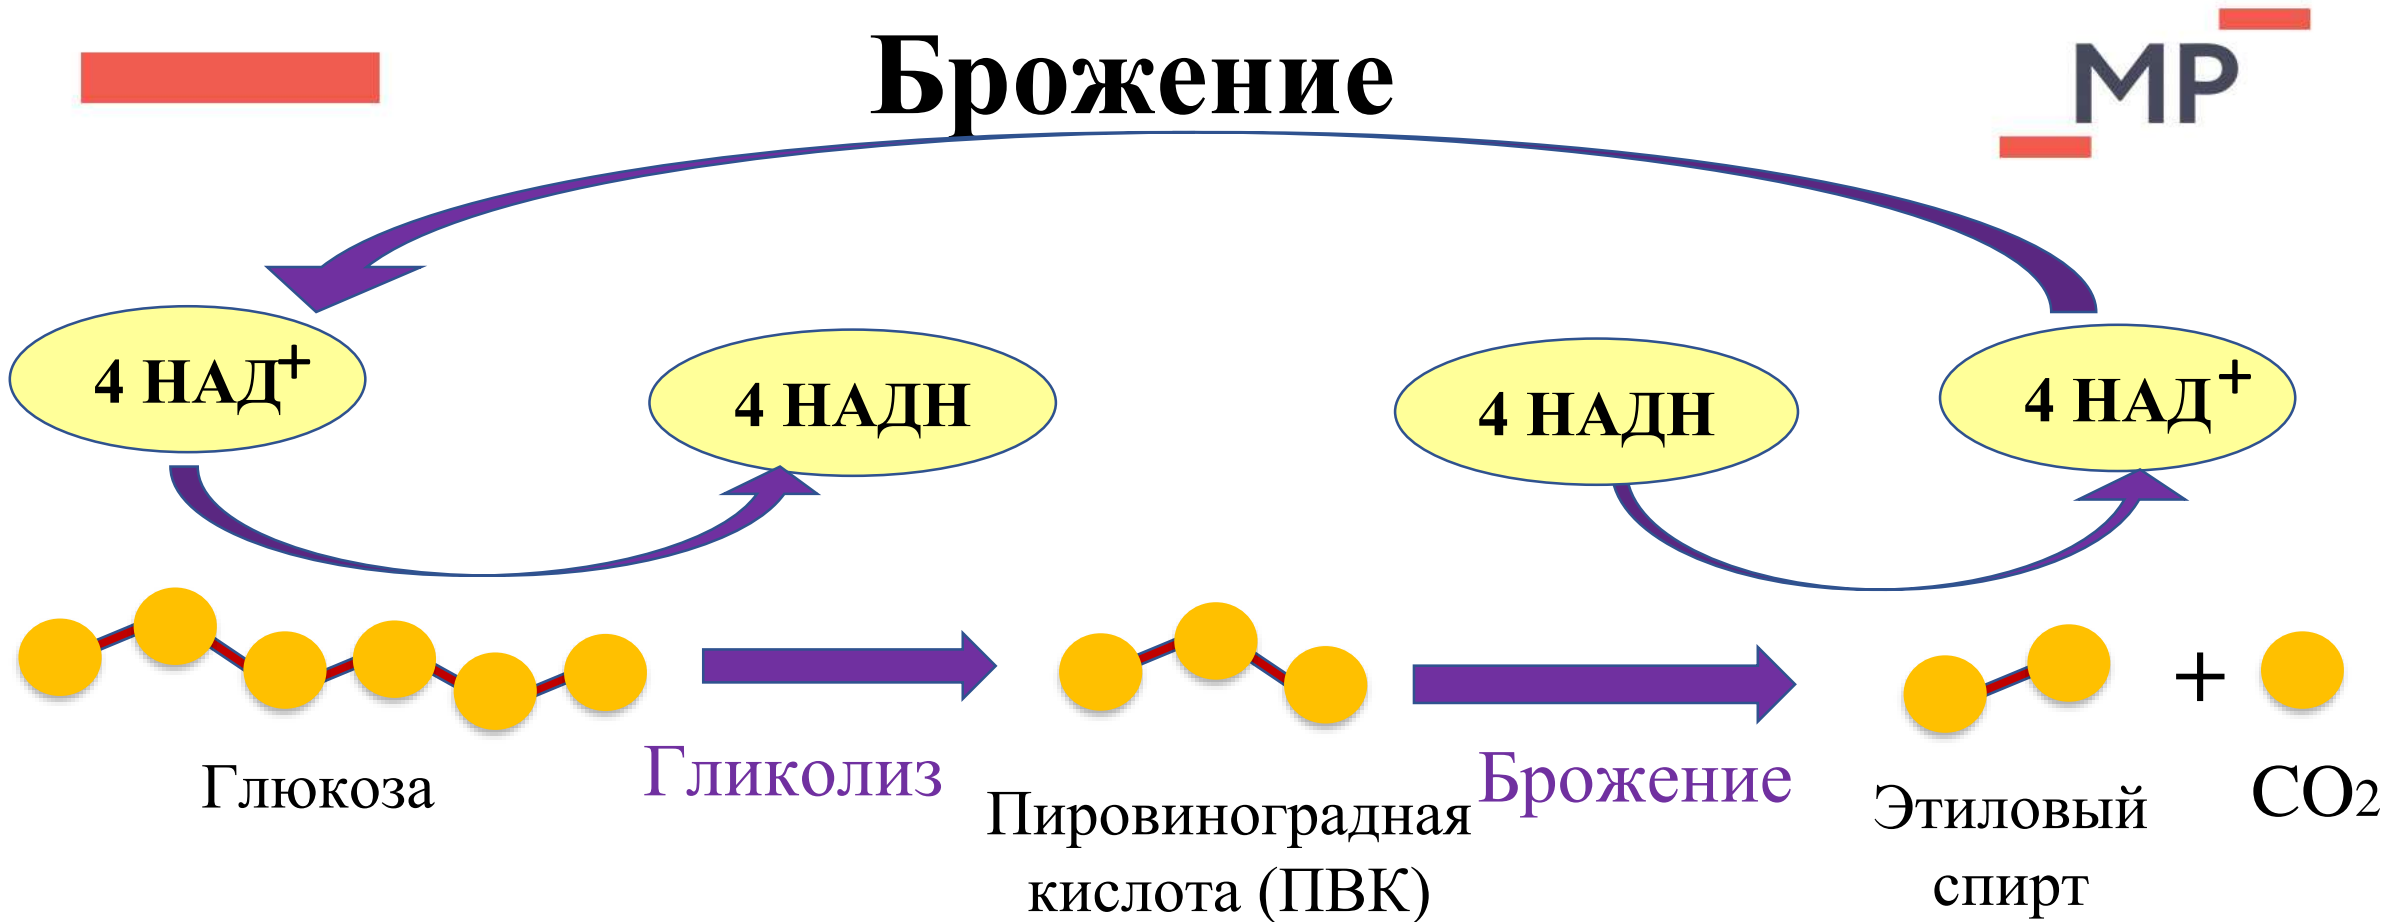 Брожение
МР
4 НАД+
4 НАДН
4 НАДН
4 НАД+
Глюкоза
Гликолиз
Пировиноградная
кислота (ПВК)
Брожение
Этиловый
спирт
+
CO2